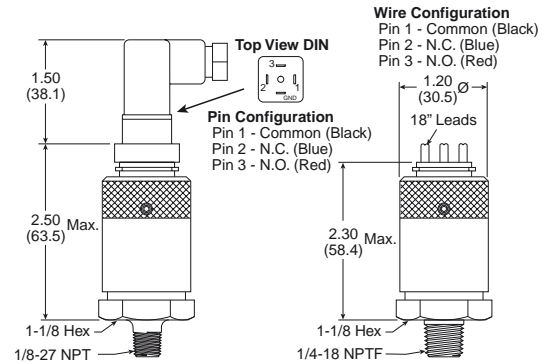 Wire Configuration
Pin 1 - Common (Black)
Pin 2 - N.C. (Blue)
Pin 3 - N.O. (Red)
1.20
(30.5) Ø
18" Leads
Top View DIN
3
2
1
GND
Pin Configuration
Pin 1 - Common (Black)
Pin 2 - N.C. (Blue)
Pin 3 - N.O. (Red)
1.50
(38.1)
2.50
(63.5) Max.
2.30
(58.4) Max.
1-1/8 Hex
1/8-27 NPT
1-1/8 Hex
1/4-18 NPTF